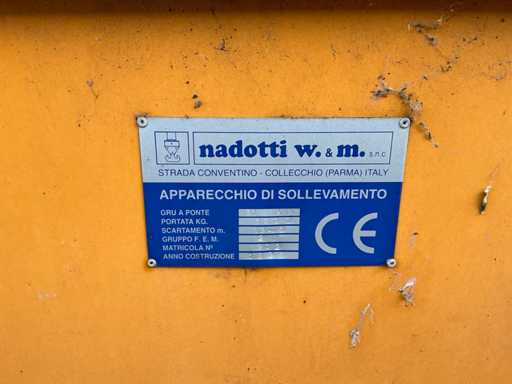 nadotti w. & m. s.n.c
STRADA CONVENTINO - COLLECCHIO (PARMA) ITALY
APPARECCHIO DI SOLLEVAMENTO
GRU A PONTE
PORTATA KG.
SCARTAMENTO m.
GRUPPO F. E. M.
MATRICOLA N°
ANNO COSTRUZIONE
CE